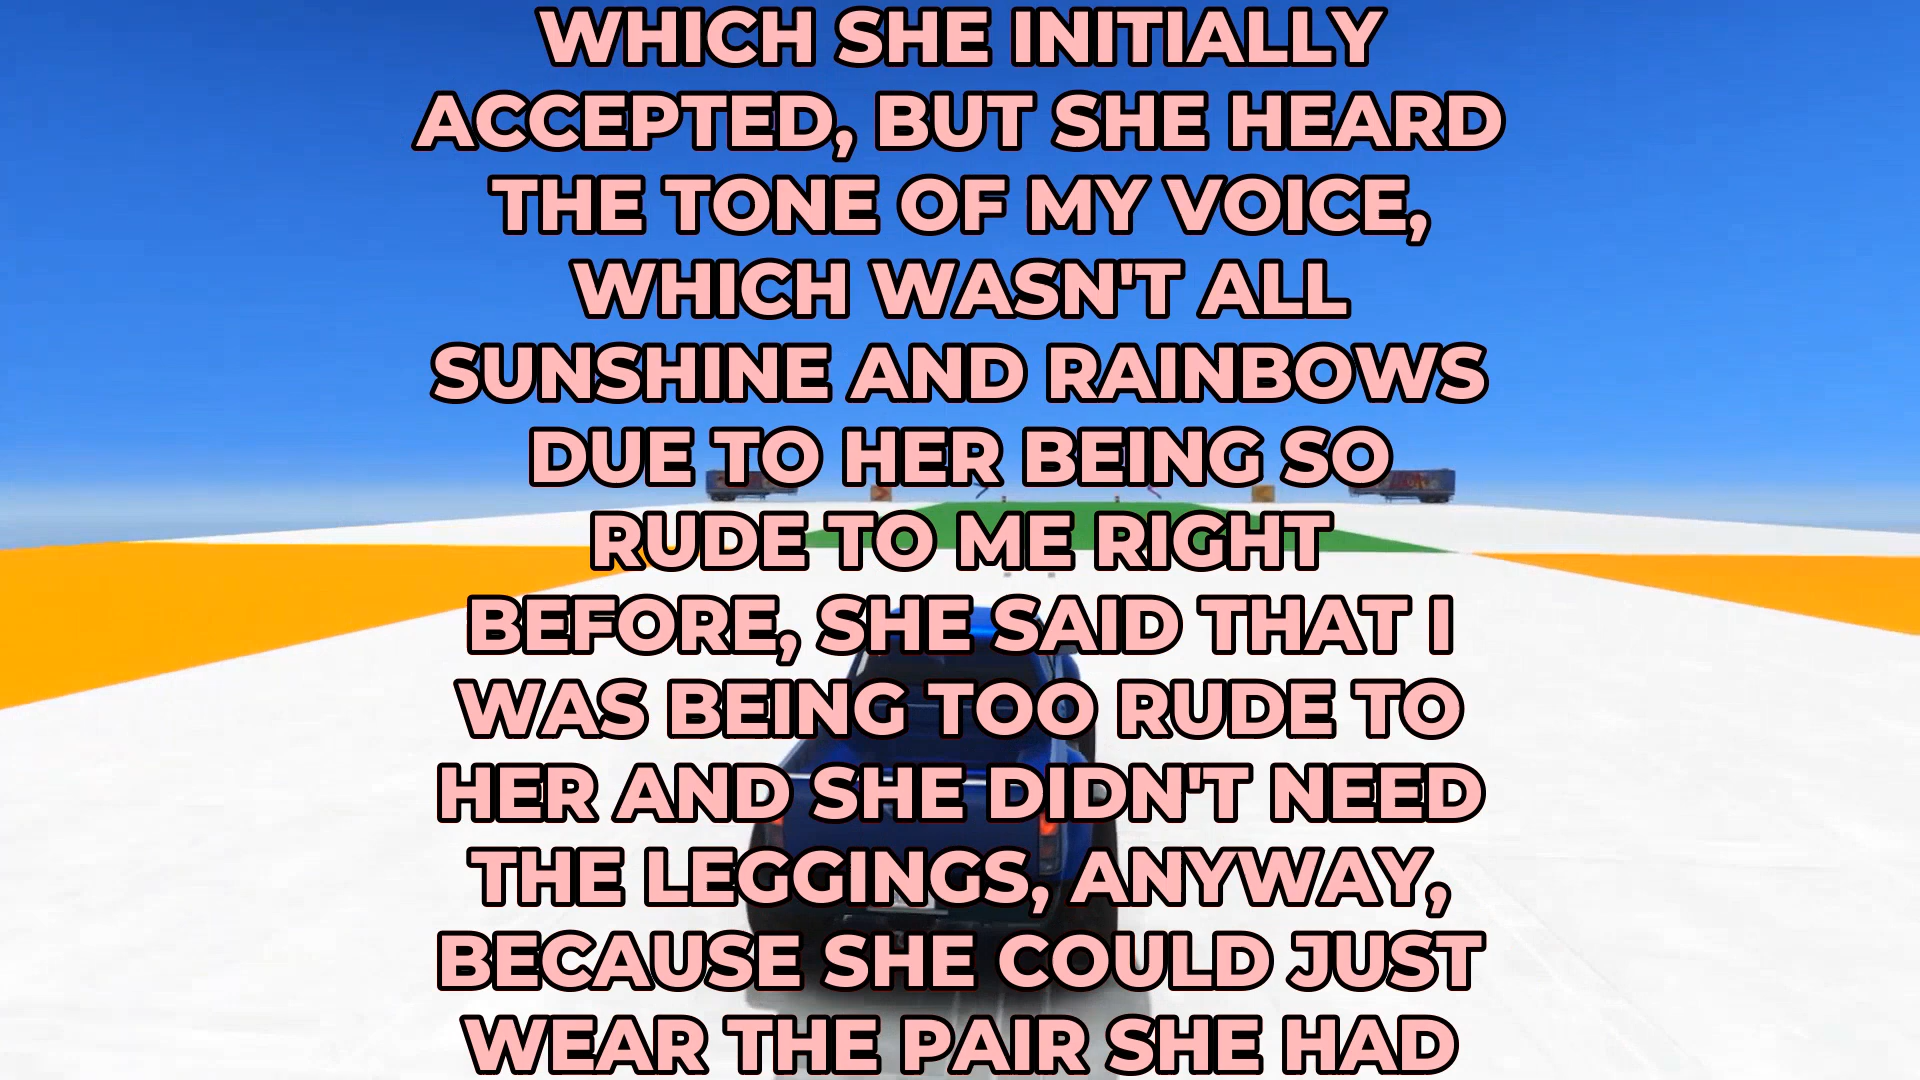 WHICH SHE INITIALLY
ACCEPTED, BUT SHE HEARD
THE TONE OF MY VOICE,
WHICH WASN'T ALL
SUNSHINE AND RAINBOWS
DUE TO HER BEING SO
RUDE TO ME RIGHT
BEFORE, SHE SAID THAT I
WAS BEING TOO RUDE TO
HER AND SHE DIDN'T NEED
THE LEGGINGS, ANYWAY,
BECAUSE SHE COULD JUST
WEAR THE PAIR SHE HAD